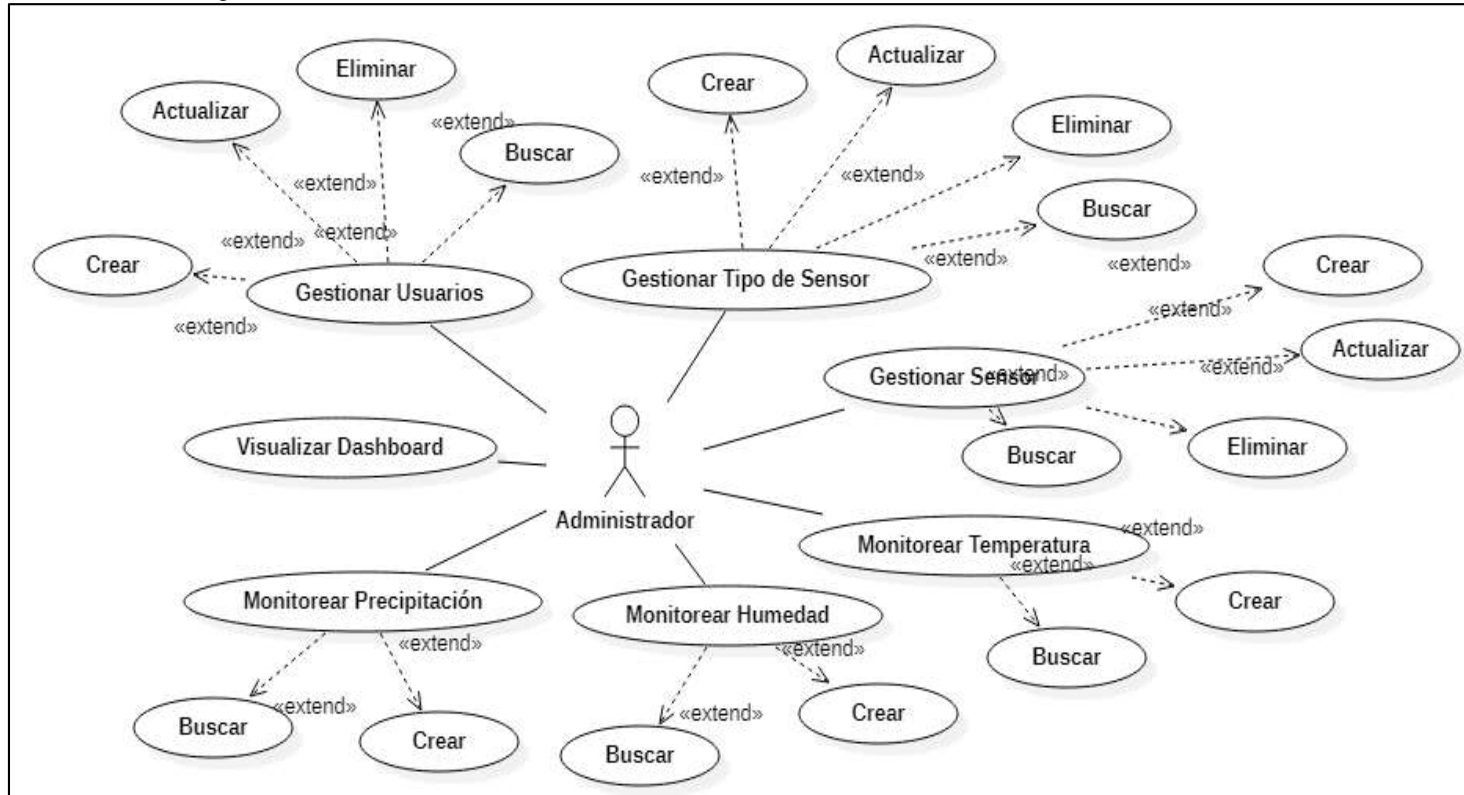 Actualizar
Eliminar
«extend»
Buscar
«extend»
«extend»
«extend»
Crear
Gestionar Usuarios
«extend»
Crear
Actualizar
Eliminar
«extend»
«extend»
Buscar
«extend»
Gestionar Tipo de Sensor
«extend»
Crear
«extend»
Actualizar
«extend»
Gestionar Sensor
«extend»
Buscar
Eliminar
Visualizar Dashboard
Administrador
Monitorear Temperatura
«extend»
«extend»
Crear
Buscar
Monitorear Precipitación
«extend»
«extend»
Buscar
Crear
Monitorear Humedad
«extend»
«extend»
Crear
Buscar